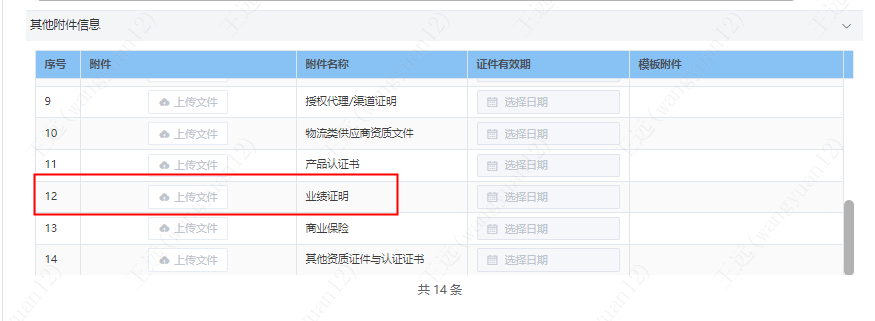 其他附件信息
序号 附件 附件名称 证件有效期 模板附件
9 上传文件 授权代理/渠道证明 选择日期
10 上传文件 物流类供应商资质文件 选择日期
11 上传文件 产品认证书 选择日期
12 上传文件 业绩证明 选择日期
13 上传文件 商业保险 选择日期
14 上传文件 其他资质证件与认证证书 选择日期
共 14 条
王远(wangyuan12)